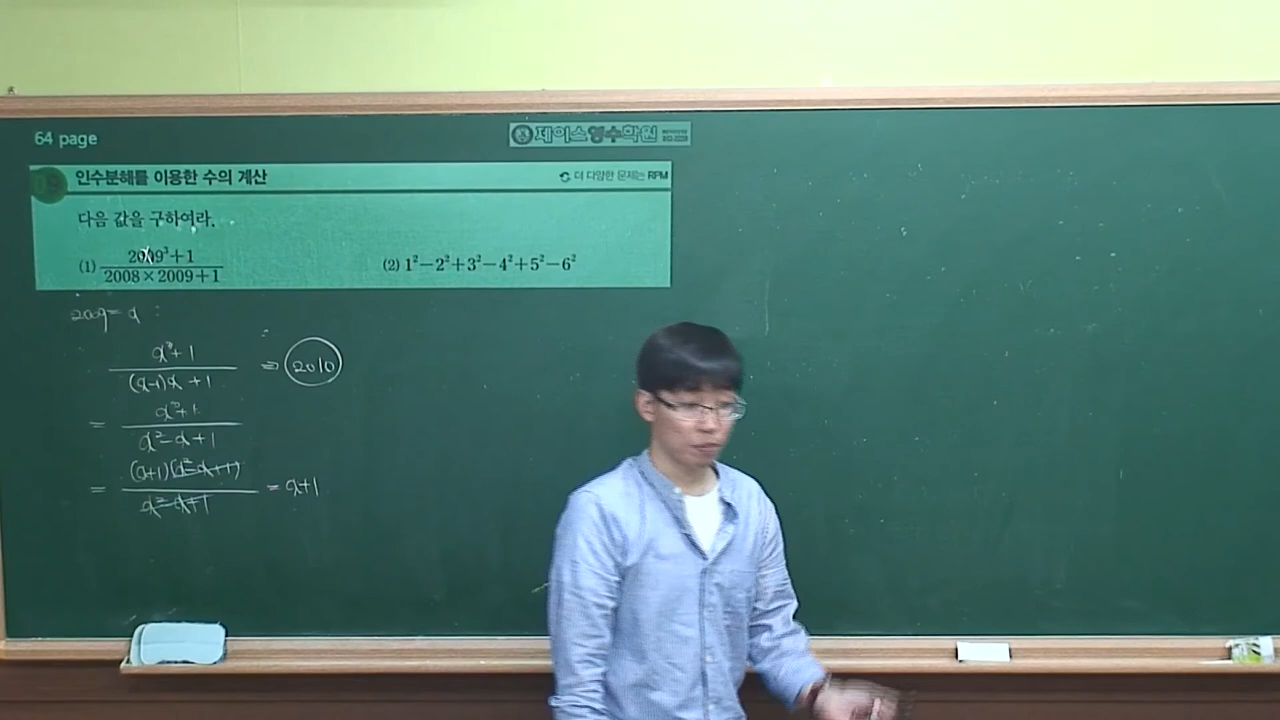 64 page
제이스영수학원
인수분해를 이용한 수의 계산
더 다양한 문제는 RPM
다음 값을 구하여라.
(1) 2009³+1 / 2008×2009+1
(2) 1²−2²+3²−4²+5²−6²
2009=a
a³+1 / (a-1)a+1 ⇒ 2010
= a³+1 / a²-a+1
= (a+1)(a²-a+1) / a²-a+1 = a+1